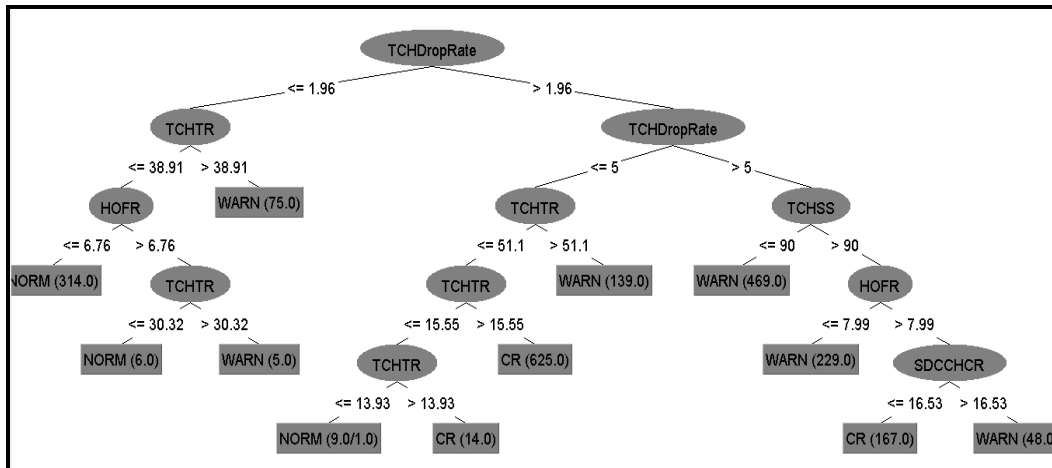 TCHDropRate
<= 1.96 > 1.96
TCHTR TCHDropRate
<= 38.91 > 38.91 <= 5 > 5
HOFR WARN (75.0) TCHTR TCHSS
<= 6.76 > 6.76 <= 51.1 > 51.1 <= 90 > 90
NORM (314.0) TCHTR TCHTR WARN (139.0) WARN (469.0) HOFR
<= 30.32 > 30.32 <= 15.55 > 15.55 <= 7.99 > 7.99
NORM (6.0) WARN (5.0) TCHTR CR (625.0) WARN (229.0) SDCCHCR
<= 13.93 > 13.93 <= 16.53 > 16.53
NORM (9.0/1.0) CR (14.0) CR (167.0) WARN (48.0